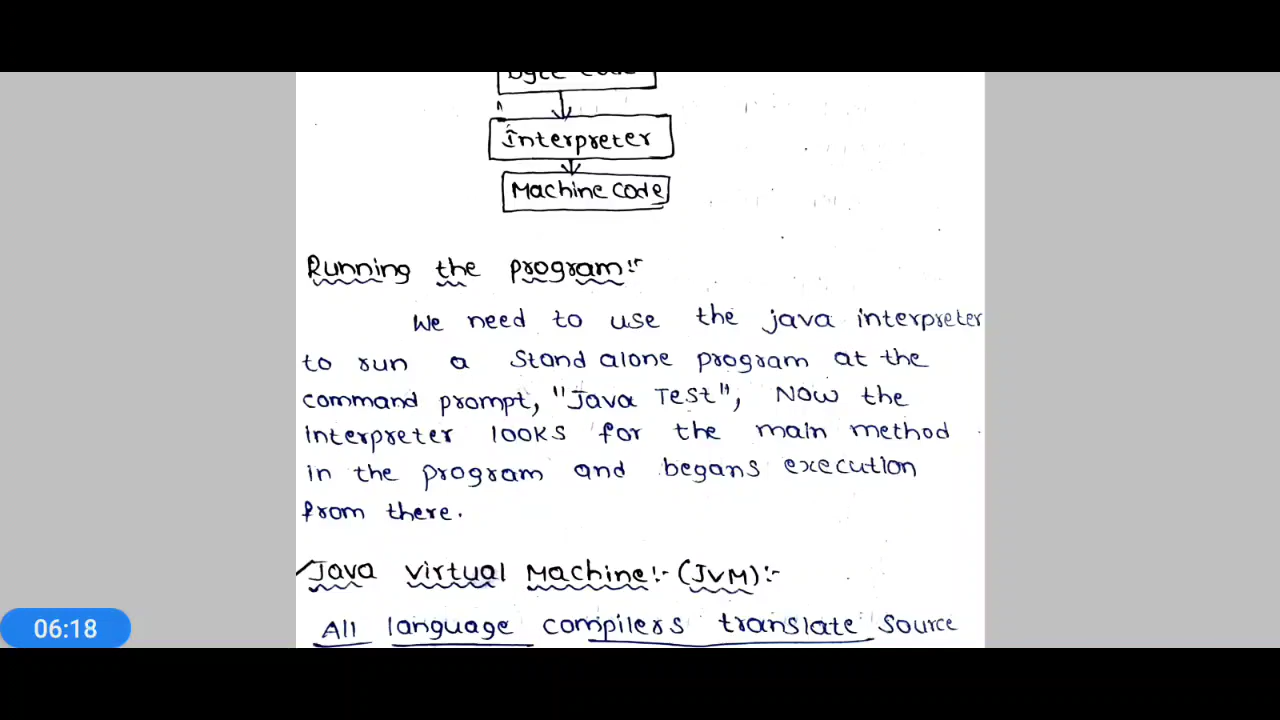 Byte code
Interpreter
Machine code
Running the program:-
We need to use the java interpreter
to run a Stand alone program at the
command prompt, "Java Test", Now the
interpreter looks for the main method
in the program and begans execution
from there.
Java virtual Machine:- (JVM):-
All language compilers translate source
06:18